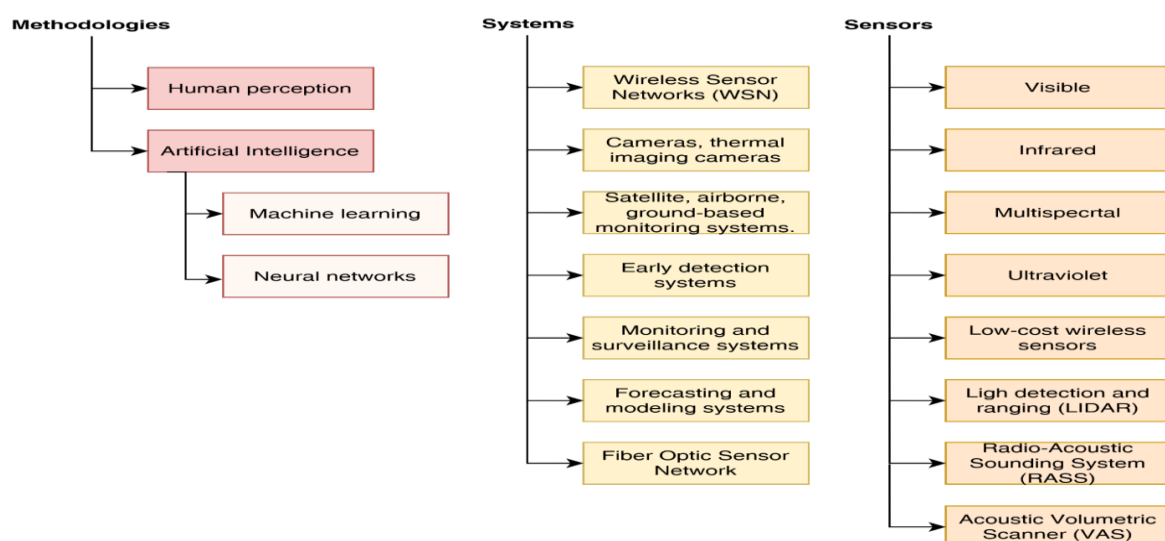 Methodologies
Human perception
Artificial Intelligence
Machine learning
Neural networks
Systems
Wireless Sensor
Networks (WSN)
Cameras, thermal
imaging cameras
Satellite, airborne,
ground-based
monitoring systems.
Early detection
systems
Monitoring and
surveillance systems
Forecasting and
modeling systems
Fiber Optic Sensor
Network
Sensors
Visible
Infrared
Multispecrtal
Ultraviolet
Low-cost wireless
sensors
Ligh detection and
ranging (LIDAR)
Radio-Acoustic
Sounding System
(RASS)
Acoustic Volumetric
Scanner (VAS)